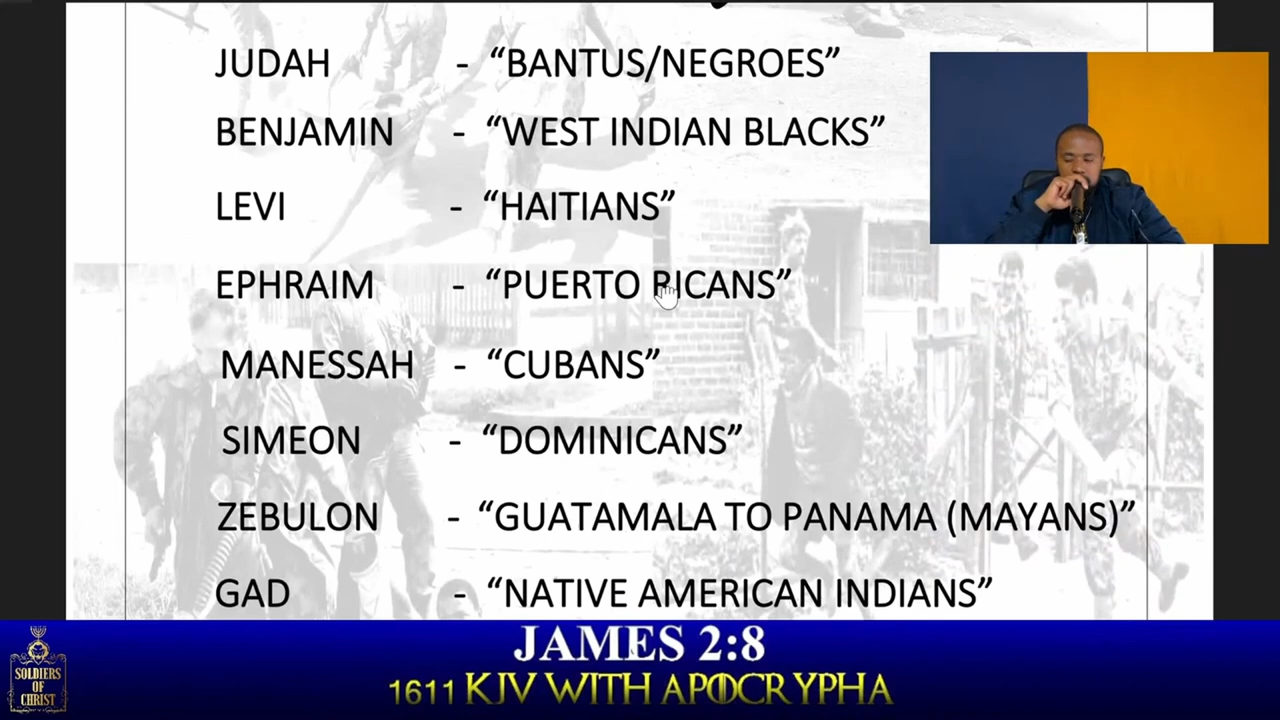 JUDAH - “BANTUS/NEGROES”
BENJAMIN - “WEST INDIAN BLACKS”
LEVI - “HAITIANS”
EPHRAIM - “PUERTO RICANS”
MANESSAH - “CUBANS”
SIMEON - “DOMINICANS”
ZEBULON - “GUATAMALA TO PANAMA (MAYANS)”
GAD - “NATIVE AMERICAN INDIANS”
JAMES 2:8
1611 KJV WITH APOCRYPHA
SOLDIERS
OF
CHRIST